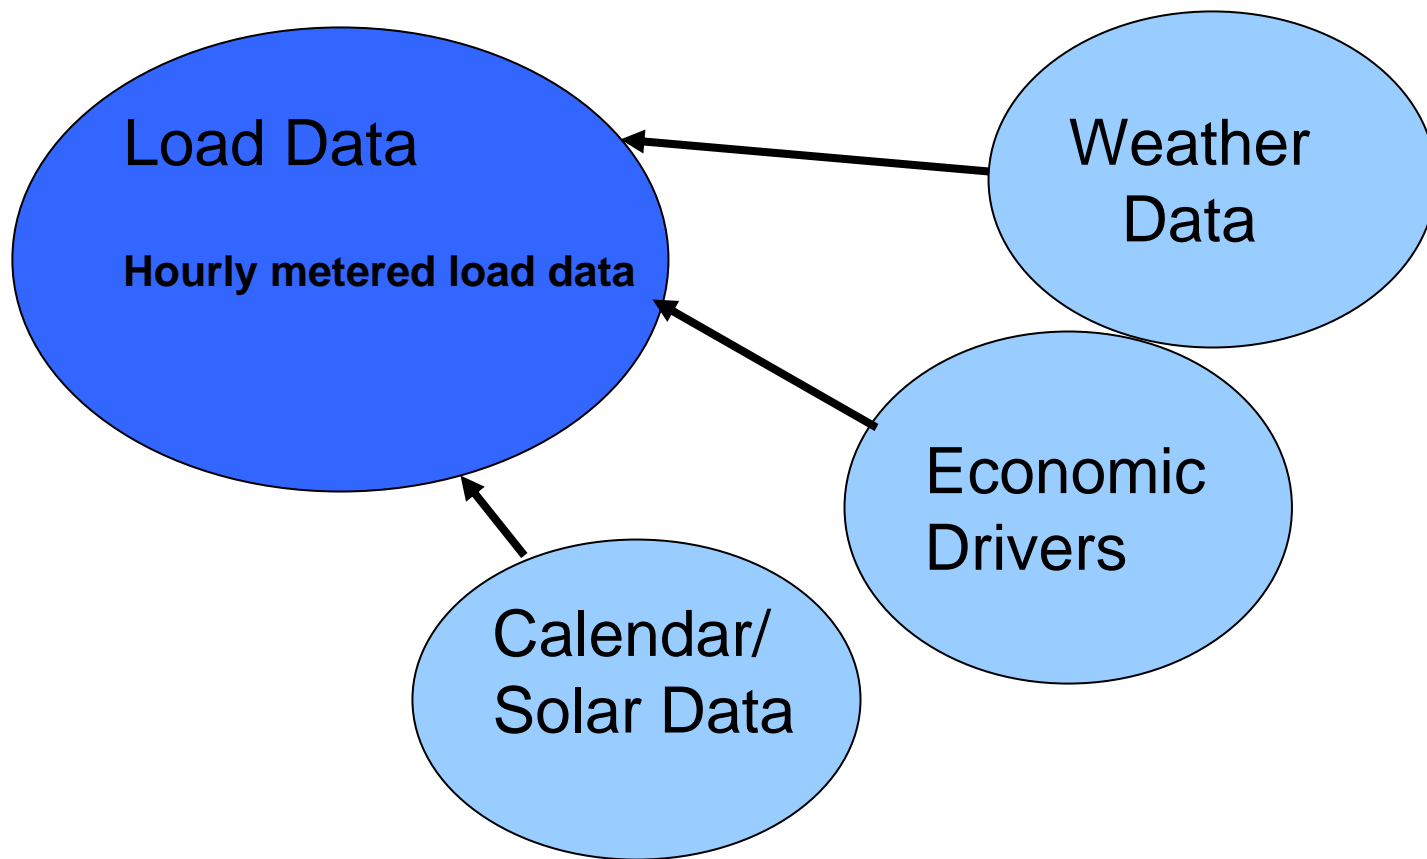 Load Data
Hourly metered load data
Weather
Data
Economic
Drivers
Calendar/
Solar Data